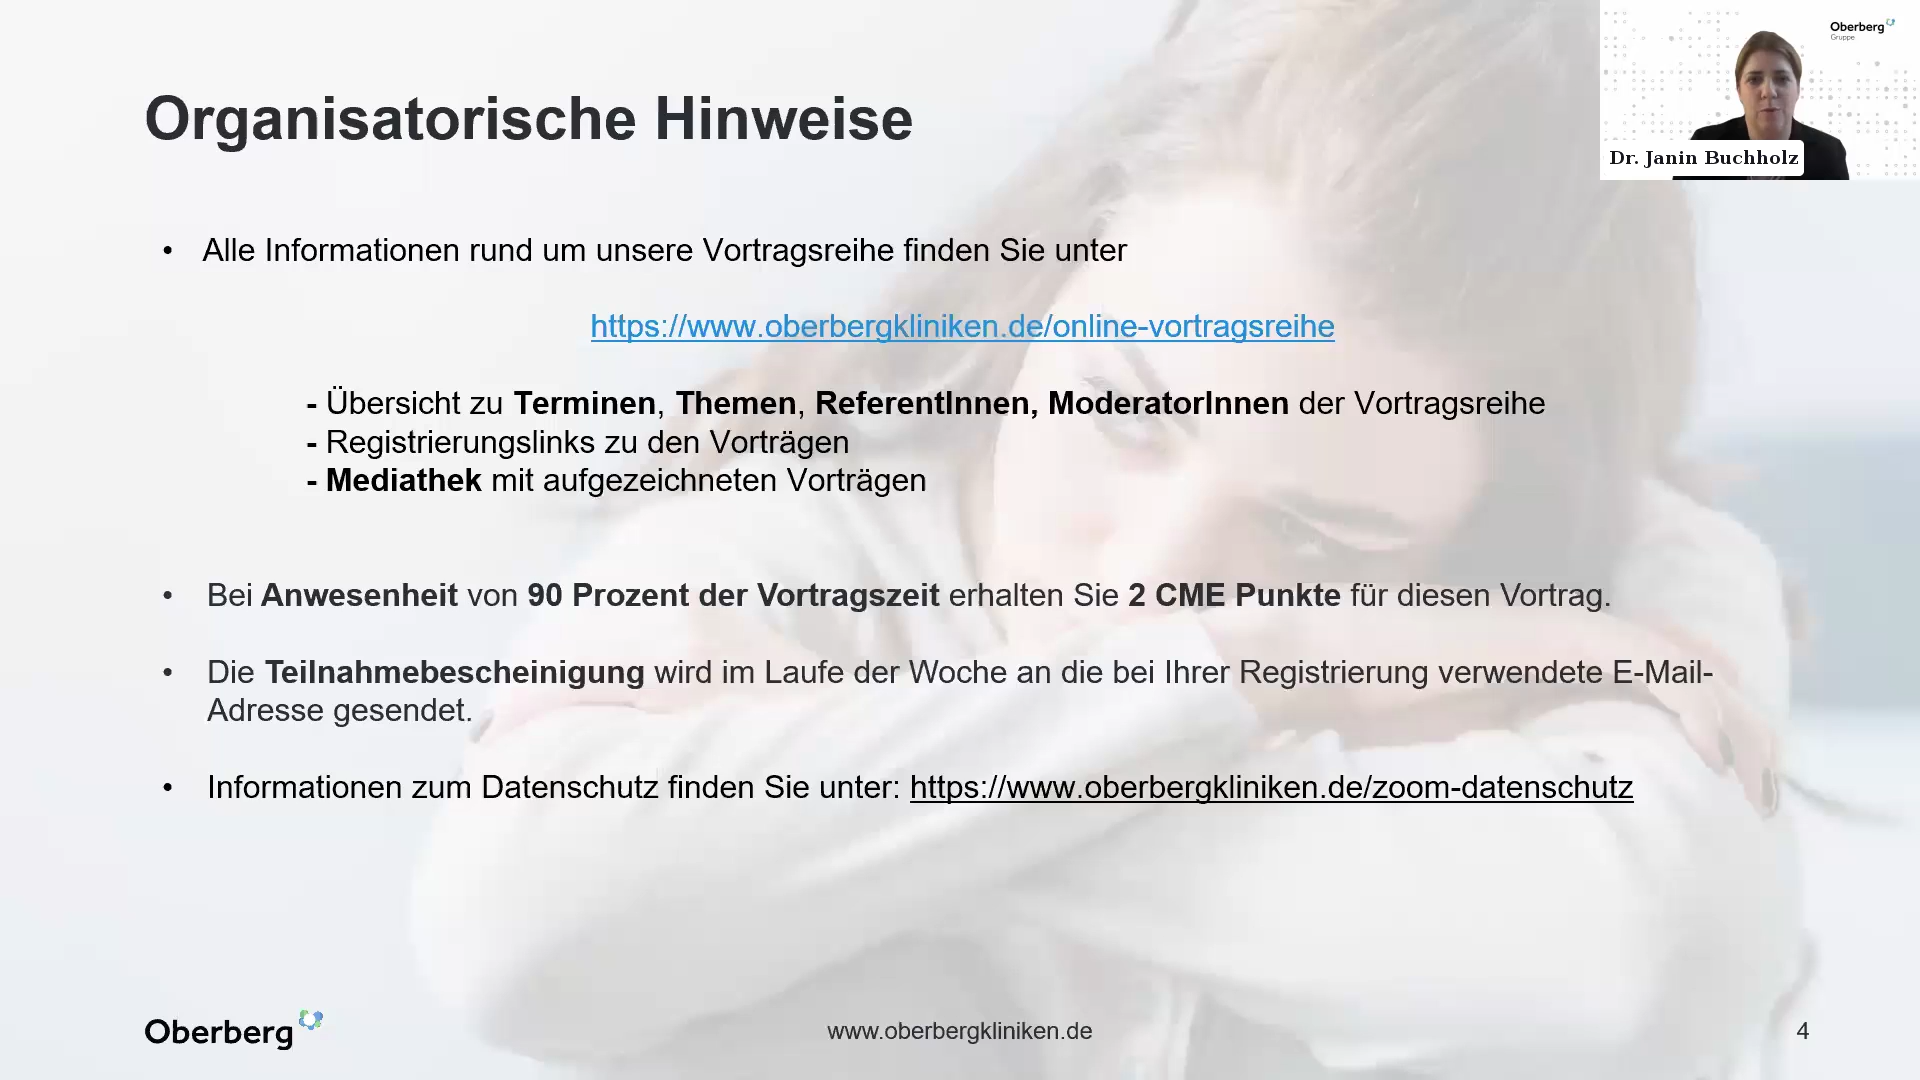 Oberberg
Gruppe
Dr. Janin Buchholz
Organisatorische Hinweise
• Alle Informationen rund um unsere Vortragsreihe finden Sie unter
https://www.oberbergkliniken.de/online-vortragsreihe
- Übersicht zu Terminen, Themen, ReferentInnen, ModeratorInnen der Vortragsreihe
- Registrierungslinks zu den Vorträgen
- Mediathek mit aufgezeichneten Vorträgen
• Bei Anwesenheit von 90 Prozent der Vortragszeit erhalten Sie 2 CME Punkte für diesen Vortrag.
• Die Teilnahmebescheinigung wird im Laufe der Woche an die bei Ihrer Registrierung verwendete E-Mail-
Adresse gesendet.
• Informationen zum Datenschutz finden Sie unter: https://www.oberbergkliniken.de/zoom-datenschutz
Oberberg
www.oberbergkliniken.de
4